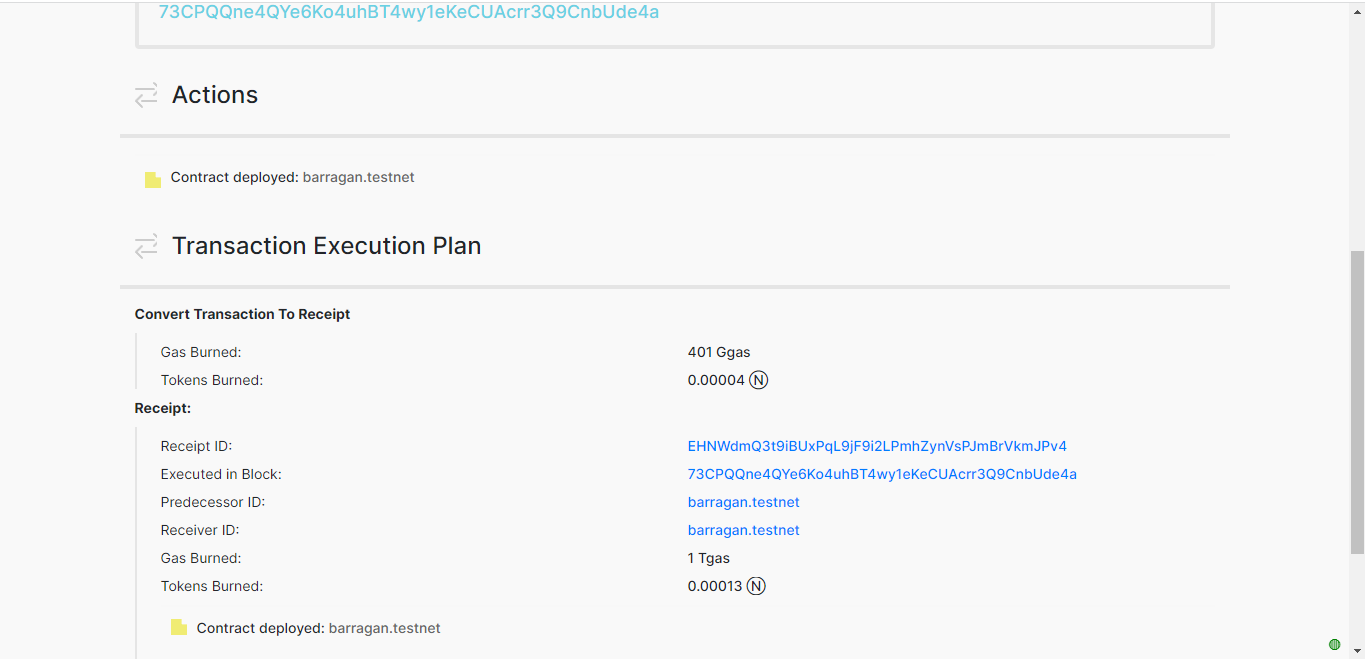 73CPQQne4QYe6Ko4uhBT4wy1eKeCUAcrr3Q9CnbUde4a
Actions
Contract deployed: barragan.testnet
Transaction Execution Plan
Convert Transaction To Receipt
Gas Burned: 401 Ggas
Tokens Burned: 0.00004 Ⓝ
Receipt:
Receipt ID: EHNWdmQ3t9iBUxPqL9jF9i2LPmhZynVsPJmBrVkmJPv4
Executed in Block: 73CPQQne4QYe6Ko4uhBT4wy1eKeCUAcrr3Q9CnbUde4a
Predecessor ID: barragan.testnet
Receiver ID: barragan.testnet
Gas Burned: 1 Tgas
Tokens Burned: 0.00013 Ⓝ
Contract deployed: barragan.testnet